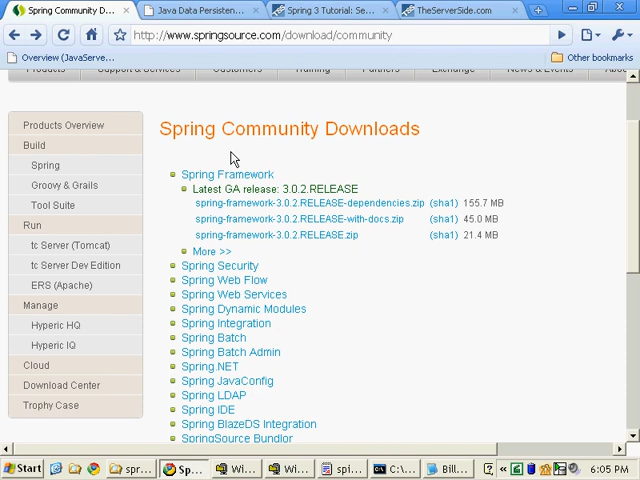 Spring Community D...
Java Data Persisten...
Spring 3 Tutorial: Se...
TheServerSide.com
http://www.springsource.com/download/community
Overview (JavaServe...
Other bookmarks
Products
Support & Services
Customers
Training
Partners
Exchange
News & Events
Products Overview
Build
Spring
Groovy & Grails
Tool Suite
Run
tc Server (Tomcat)
tc Server Dev Edition
ERS (Apache)
Manage
Hyperic HQ
Hyperic IQ
Cloud
Download Center
Trophy Case
Spring Community Downloads
Spring Framework
Latest GA release: 3.0.2.RELEASE
spring-framework-3.0.2.RELEASE-dependencies.zip (sha1) 155.7 MB
spring-framework-3.0.2.RELEASE-with-docs.zip (sha1) 45.0 MB
spring-framework-3.0.2.RELEASE.zip (sha1) 21.4 MB
More >>
Spring Security
Spring Web Flow
Spring Web Services
Spring Dynamic Modules
Spring Integration
Spring Batch
Spring Batch Admin
Spring.NET
Spring JavaConfig
Spring LDAP
Spring IDE
Spring BlazeDS Integration
SpringSource Bundlor
Start
spr...
Sp...
Wi...
Wi...
spi...
C:\...
Bill...
6:05 PM